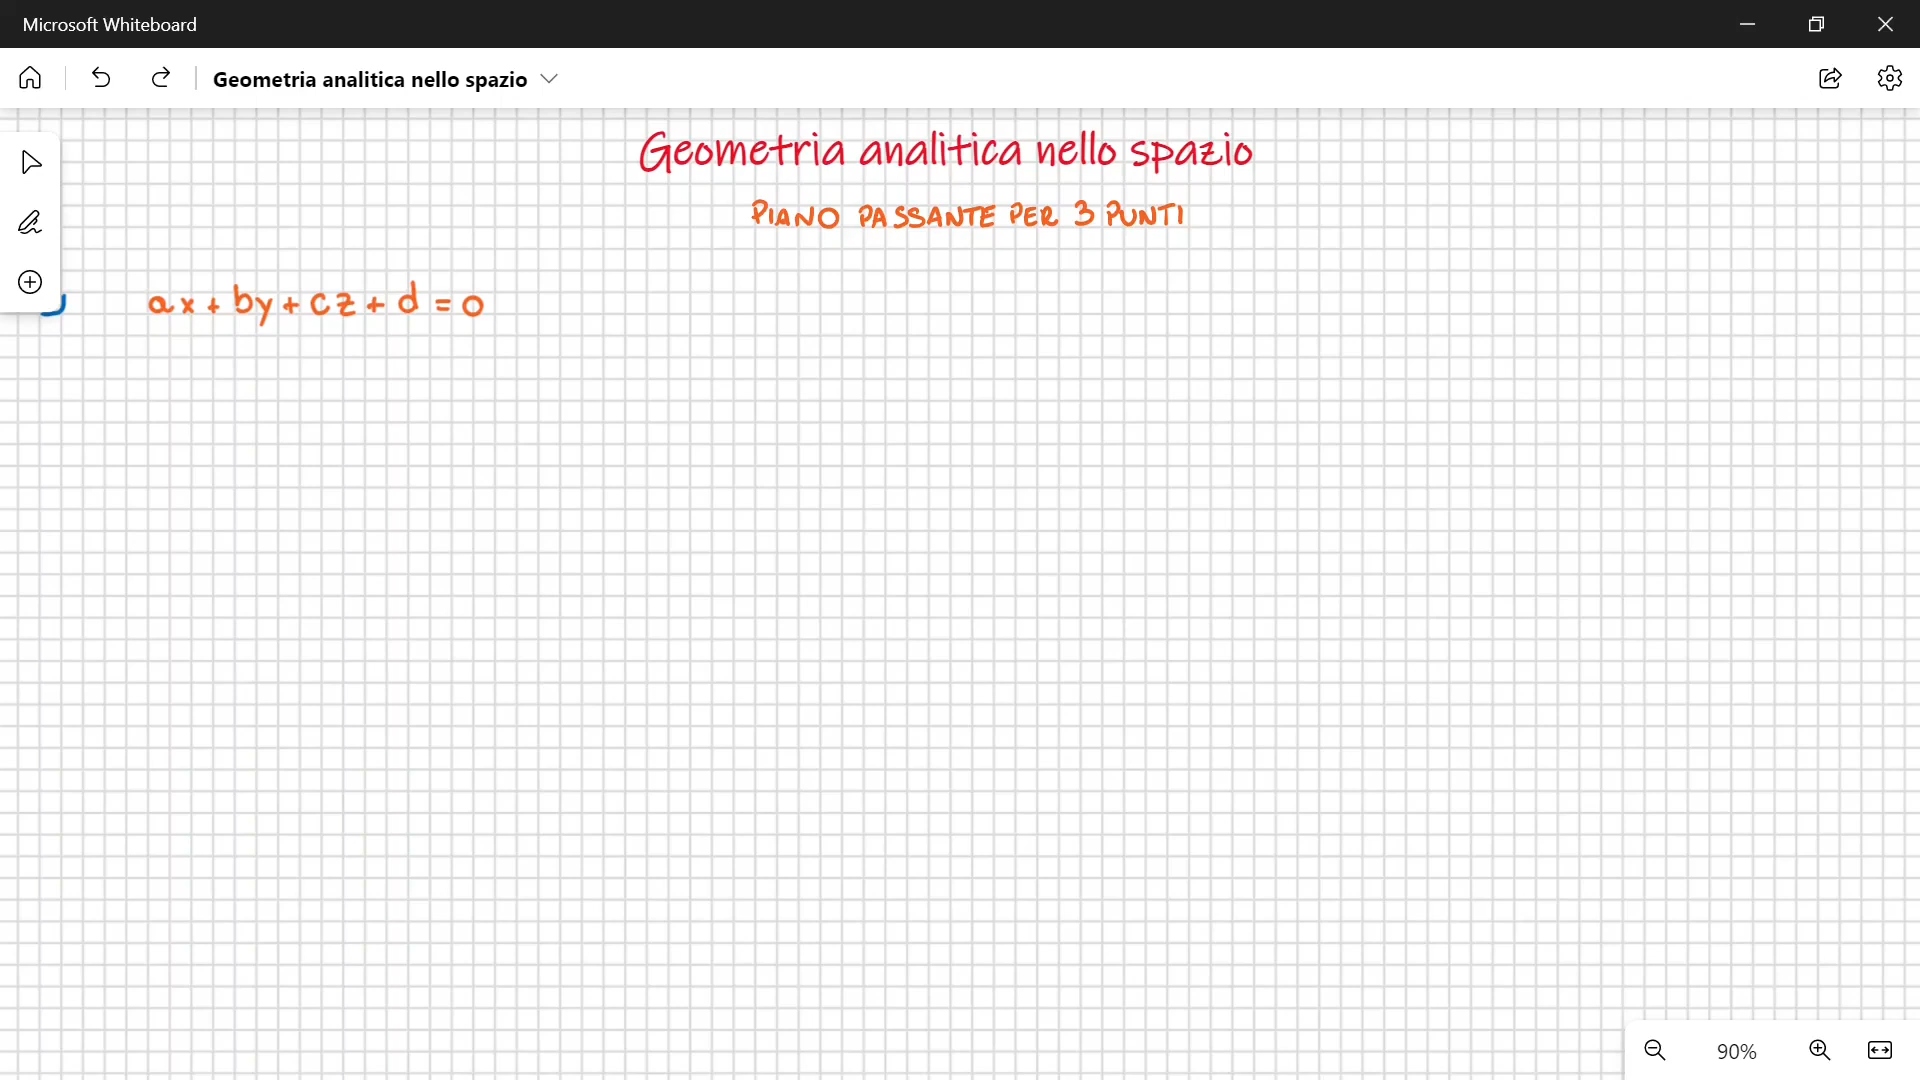 Microsoft Whiteboard
Geometria analitica nello spazio
Geometria analitica nello spazio
PIANO PASSANTE PER 3 PUNTI
ax + by + cz + d = 0
90%